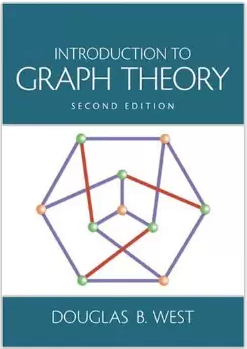 INTRODUCTION TO
GRAPH THEORY
SECOND EDITION
DOUGLAS B. WEST